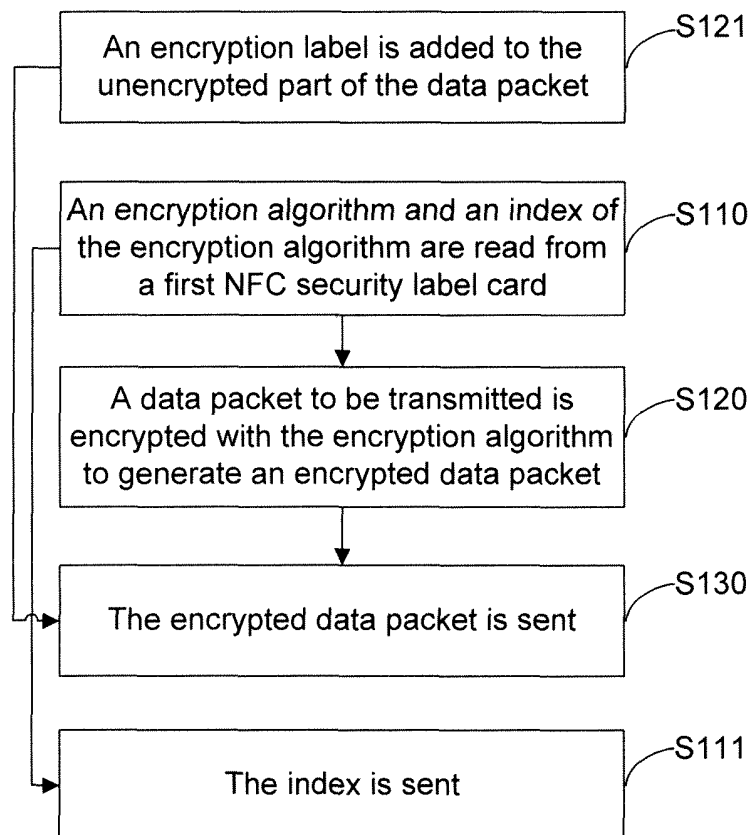 An encryption label is added to the
unencrypted part of the data packet
S121
An encryption algorithm and an index of
the encryption algorithm are read from
a first NFC security label card
S110
A data packet to be transmitted is
encrypted with the encryption algorithm
to generate an encrypted data packet
S120
The encrypted data packet is sent
S130
The index is sent
S111